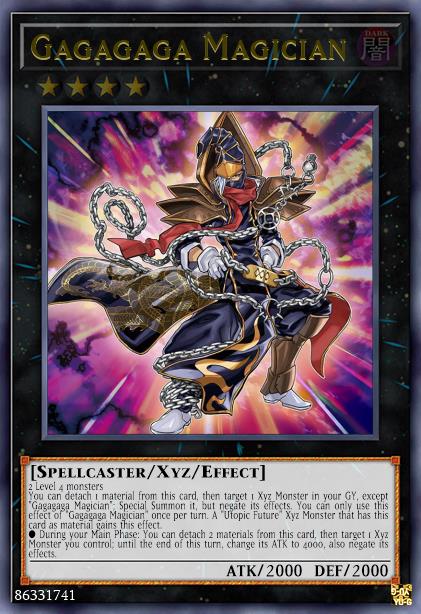 GAGAGAGA MAGICIAN
DARK
闇
[SPELLCASTER/XYZ/EFFECT]
2 Level 4 monsters
You can detach 1 material from this card, then target 1 Xyz Monster in your GY, except
"Gagagaga Magician"; Special Summon it, but negate its effects. You can only use this
effect of "Gagagaga Magician" once per turn. A "Utopic Future" Xyz Monster that has this
card as material gains this effect.
● During your Main Phase: You can detach 2 materials from this card, then target 1 Xyz
Monster you control; until the end of this turn, change its ATK to 4000, also negate its
effects.
ATK/2000 DEF/2000
86331741